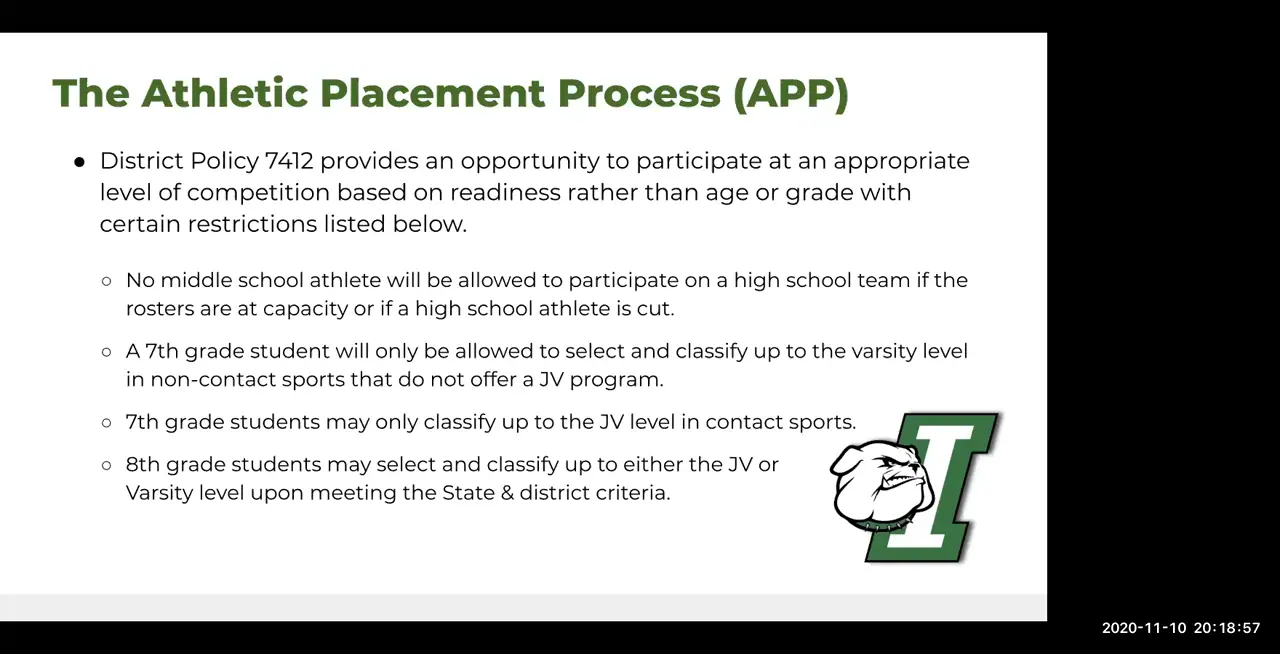 The Athletic Placement Process (APP)
● District Policy 7412 provides an opportunity to participate at an appropriate
level of competition based on readiness rather than age or grade with
certain restrictions listed below.
○ No middle school athlete will be allowed to participate on a high school team if the
rosters are at capacity or if a high school athlete is cut.
○ A 7th grade student will only be allowed to select and classify up to the varsity level
in non-contact sports that do not offer a JV program.
○ 7th grade students may only classify up to the JV level in contact sports.
○ 8th grade students may select and classify up to either the JV or
Varsity level upon meeting the State & district criteria.
I
2020-11-10 20:18:57